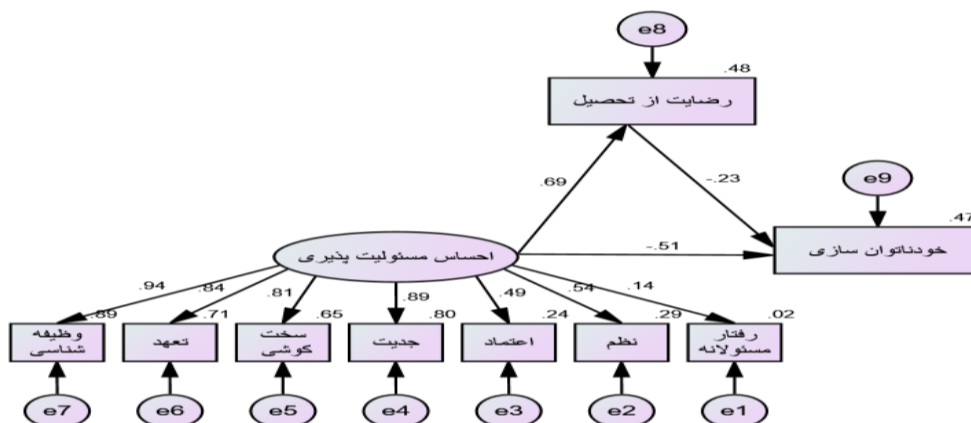 e8
.48
رضایت از تحصیل
.69
-.23
e9
.47
خودناتوان سازی
-.51
احساس مسئولیت پذیری
.94
.84
.81
.89
.49
.54
.14
.89
.71
.65
.80
.24
.29
.02
وظیفه
شناسی
تعهد
سخت
کوشی
جدیت
اعتماد
نظم
رفتار
مسئولانه
e7
e6
e5
e4
e3
e2
e1